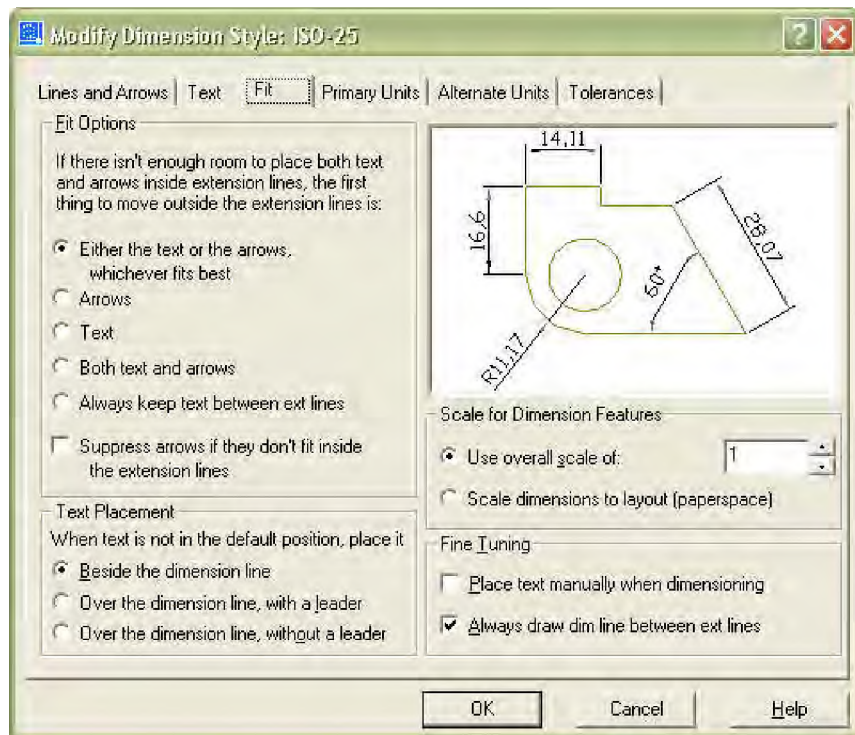 Modify Dimension Style: ISO-25
Lines and Arrows
Text
Fit
Primary Units
Alternate Units
Tolerances
Fit Options
If there isn't enough room to place both text
and arrows inside extension lines, the first
thing to move outside the extension lines is:
Either the text or the arrows,
whichever fits best
Arrows
Text
Both text and arrows
Always keep text between ext lines
Suppress arrows if they don't fit inside
the extension lines
Text Placement
When text is not in the default position, place it
Beside the dimension line
Over the dimension line, with a leader
Over the dimension line, without a leader
14,11
16,6
28,07
60°
R11,17
Scale for Dimension Features
Use overall scale of:
1
Scale dimensions to layout (paperspace)
Fine Tuning
Place text manually when dimensioning
Always draw dim line between ext lines
OK
Cancel
Help